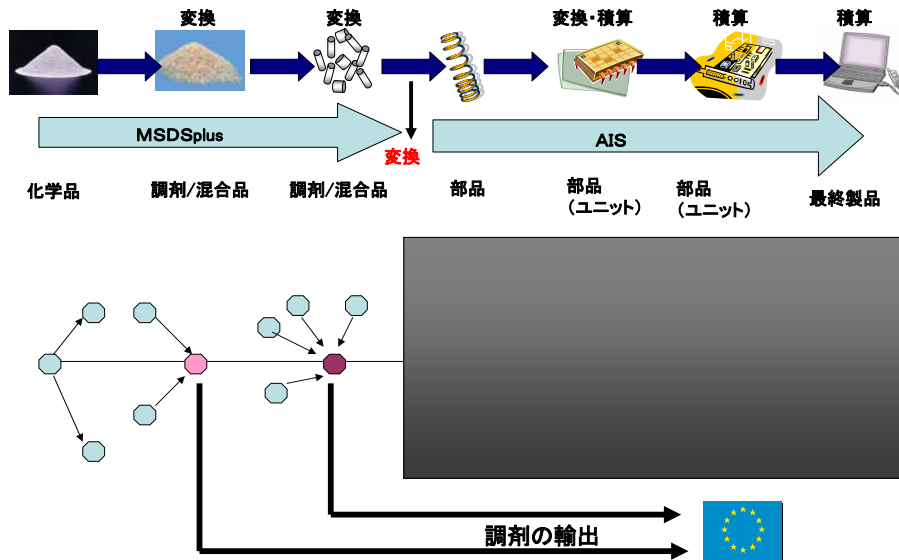 変換
変換
変換・積算
積算
積算
MSDSplus
AIS
変換
化学品
調剤/混合品
調剤/混合品
部品
部品
(ユニット)
部品
(ユニット)
最終製品
調剤の輸出